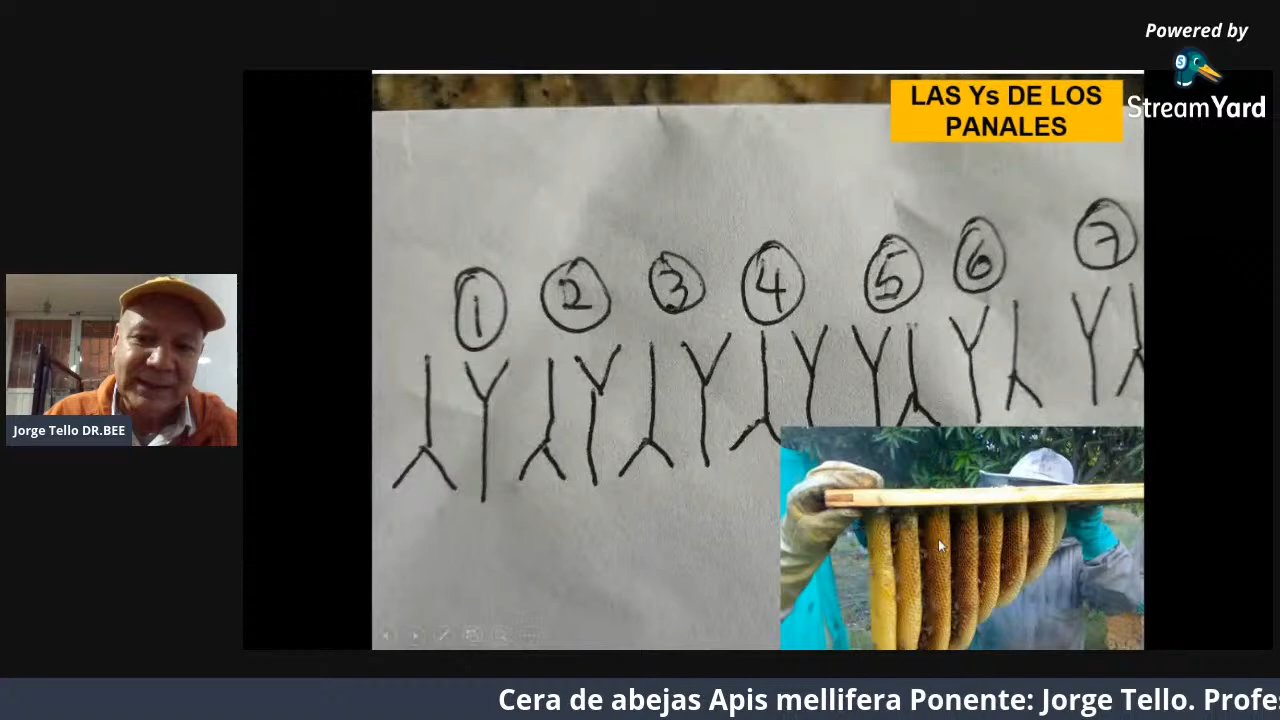 Powered by
StreamYard
LAS Ys DE LOS
PANALES
1 2 3 4 5 6 7
Jorge Tello DR.BEE
Cera de abejas Apis mellifera Ponente: Jorge Tello. Profe